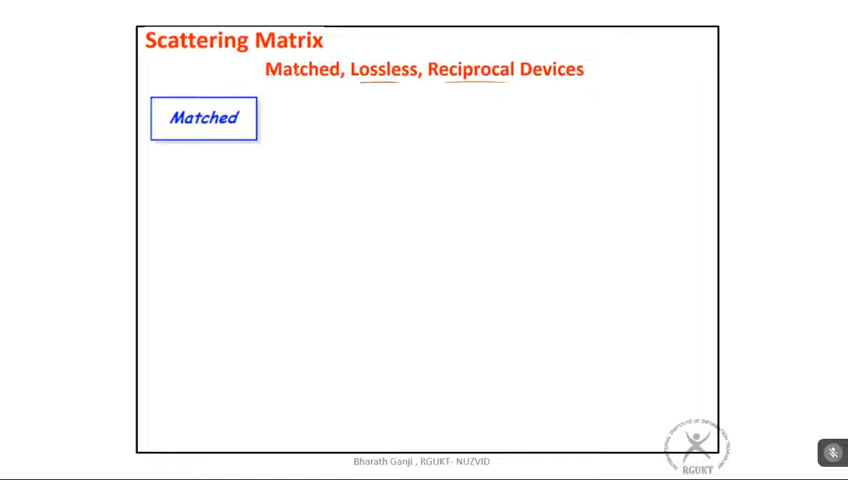 Scattering Matrix
Matched, Lossless, Reciprocal Devices
Matched
RGUKT
Bharath Ganji , RGUKT- NUZVID